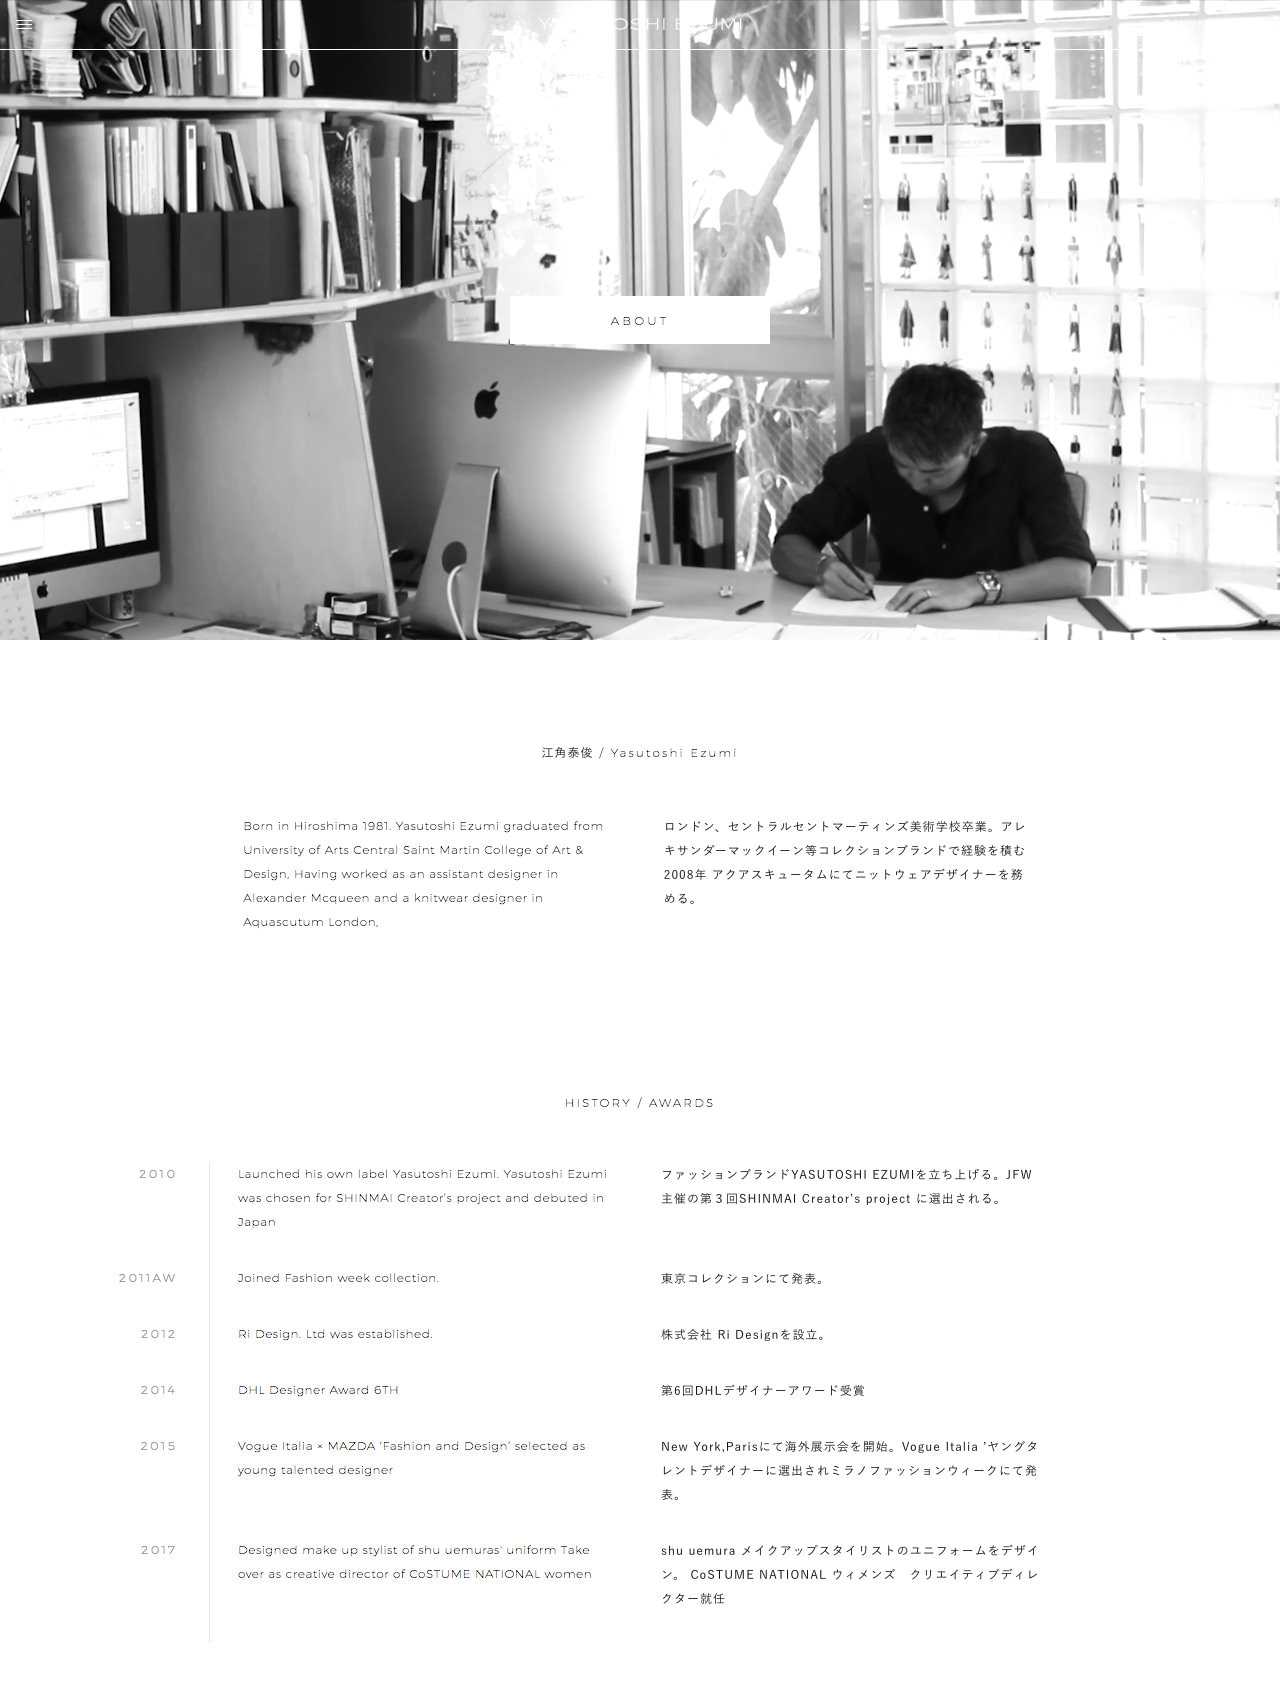 YASUTOSHI EZUMI
ABOUT
江角泰俊 / Yasutoshi Ezumi
Born in Hiroshima 1981. Yasutoshi Ezumi graduated from
University of Arts Central Saint Martin College of Art &
Design, Having worked as an assistant designer in
Alexander Mcqueen and a knitwear designer in
Aquascutum London,
ロンドン、セントラルセントマーティンズ美術学校卒業。アレ
キサンダーマックイーン等コレクションブランドで経験を積む
2008年 アクアスキュータムにてニットウェアデザイナーを務
める。
HISTORY / AWARDS
2010
Launched his own label Yasutoshi Ezumi. Yasutoshi Ezumi
was chosen for SHINMAI Creator's project and debuted in
Japan
ファッションブランドYASUTOSHI EZUMIを立ち上げる。JFW
主催の第３回SHINMAI Creator's project に選出される。
2011AW
Joined Fashion week collection.
東京コレクションにて発表。
2012
Ri Design. Ltd was established.
株式会社 Ri Designを設立。
2014
DHL Designer Award 6TH
第6回DHLデザイナーアワード受賞
2015
Vogue Italia × MAZDA 'Fashion and Design' selected as
young talented designer
New York,Parisにて海外展示会を開始。Vogue Italia 'ヤングタ
レントデザイナーに選出されミラノファッションウィークにて発
表。
2017
Designed make up stylist of shu uemuras' uniform Take
over as creative director of CoSTUME NATIONAL women
shu uemura メイクアップスタイリストのユニフォームをデザイ
ン。 CoSTUME NATIONAL ウィメンズ　クリエイティブディレ
クター就任